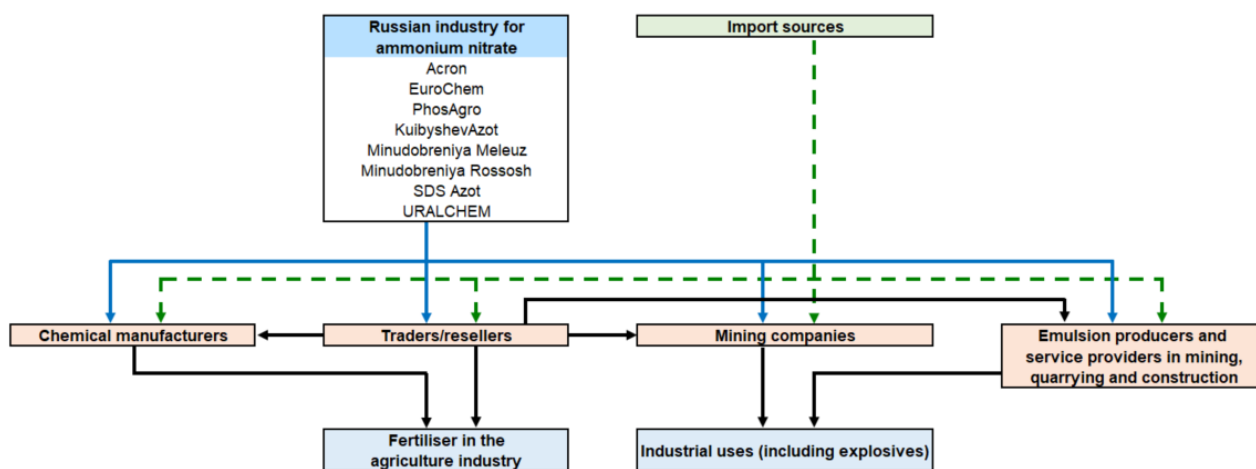 Russian industry for
ammonium nitrate
Acron
EuroChem
PhosAgro
KuibyshevAzot
Minudobreniya Meleuz
Minudobreniya Rossosh
SDS Azot
URALCHEM
Import sources
Chemical manufacturers
Traders/resellers
Mining companies
Emulsion producers and
service providers in mining,
quarrying and construction
Fertiliser in the
agriculture industry
Industrial uses (including explosives)